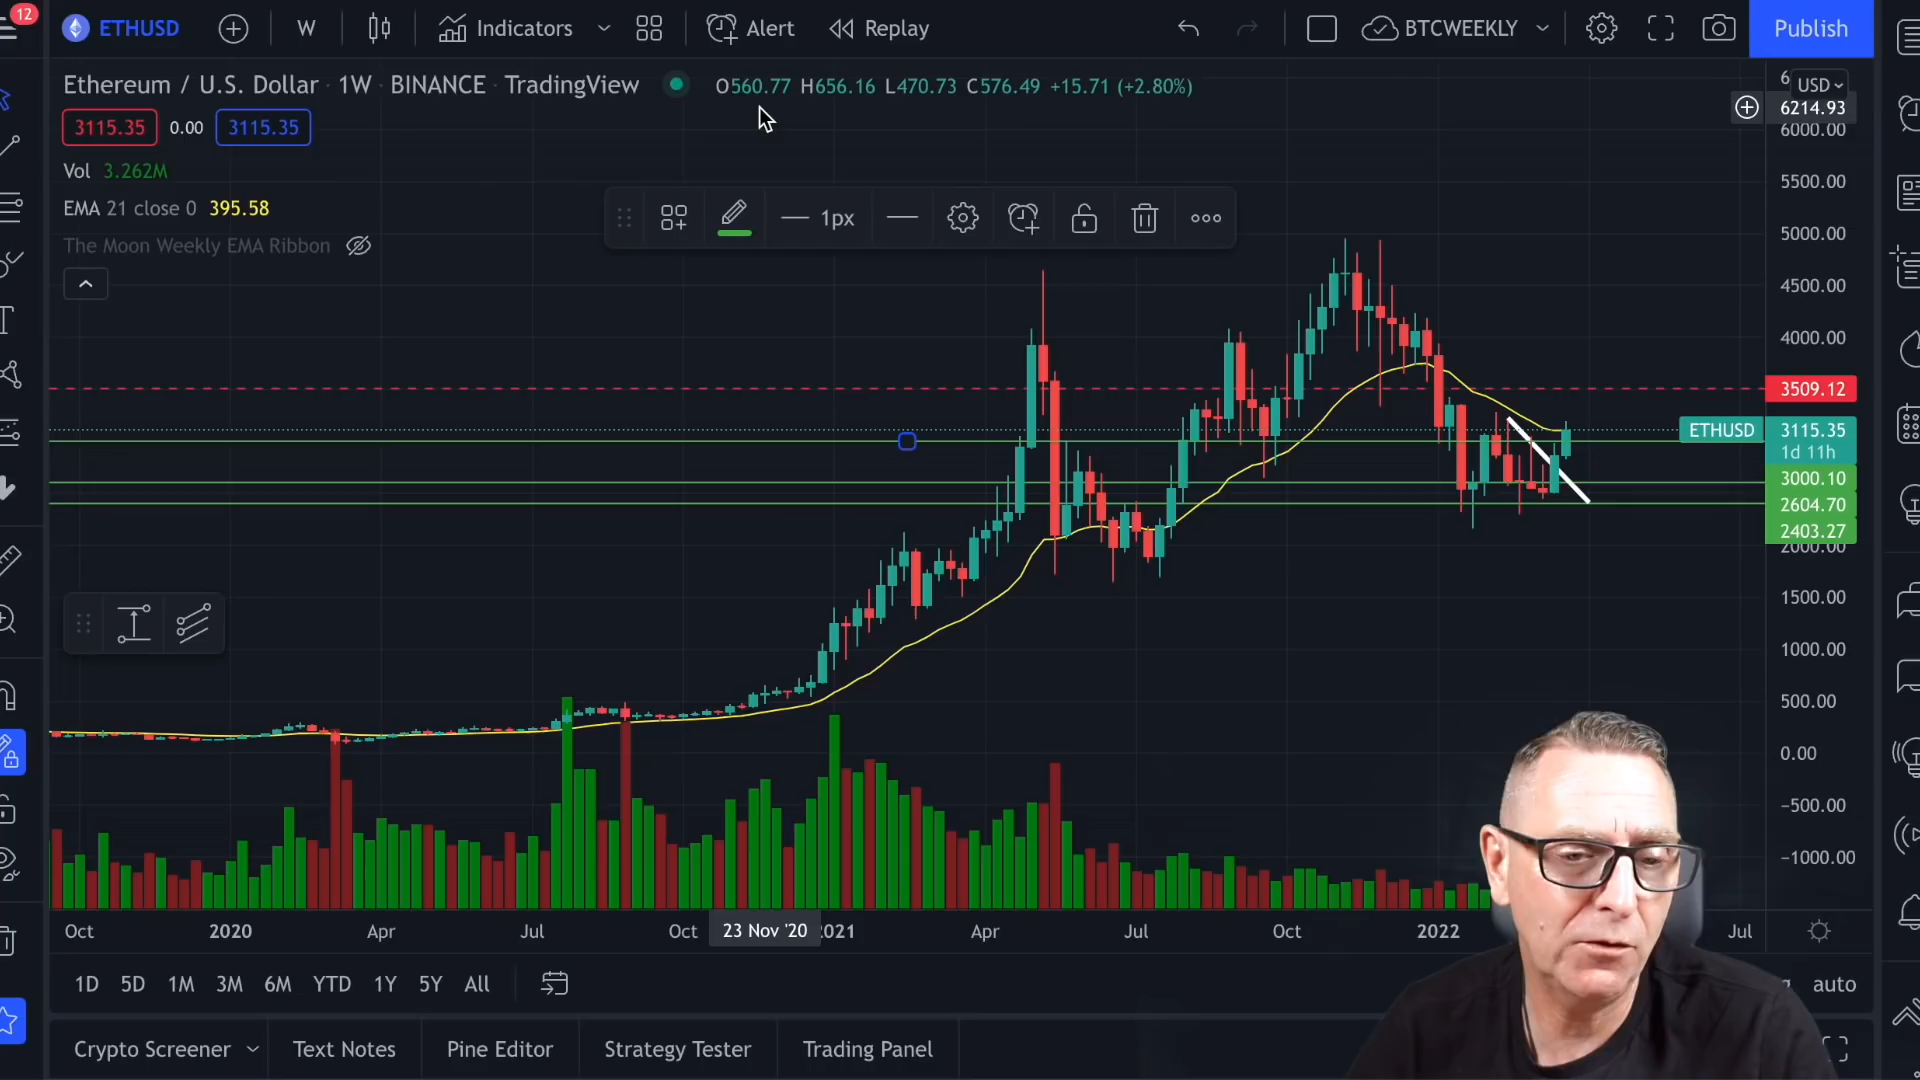 12
ETHUSD W Indicators Alert Replay BTCWEEKLY Publish
Ethereum / U.S. Dollar · 1W · BINANCE · TradingView O560.77 H656.16 L470.73 C576.49 +15.71 (+2.80%)
3115.35 0.00 3115.35
Vol 3.262M
EMA 21 close 0 395.58
The Moon Weekly EMA Ribbon
1px
USD
6214.93
6000.00
5500.00
5000.00
4500.00
4000.00
3509.12
ETHUSD 3115.35
1d 11h
3000.10
2604.70
2403.27
2000.00
1500.00
1000.00
500.00
0.00
−500.00
−1000.00
Oct 2020 Apr Jul Oct 23 Nov '20 2021 Apr Jul Oct 2022 Jul
1D 5D 1M 3M 6M YTD 1Y 5Y All auto
Crypto Screener Text Notes Pine Editor Strategy Tester Trading Panel